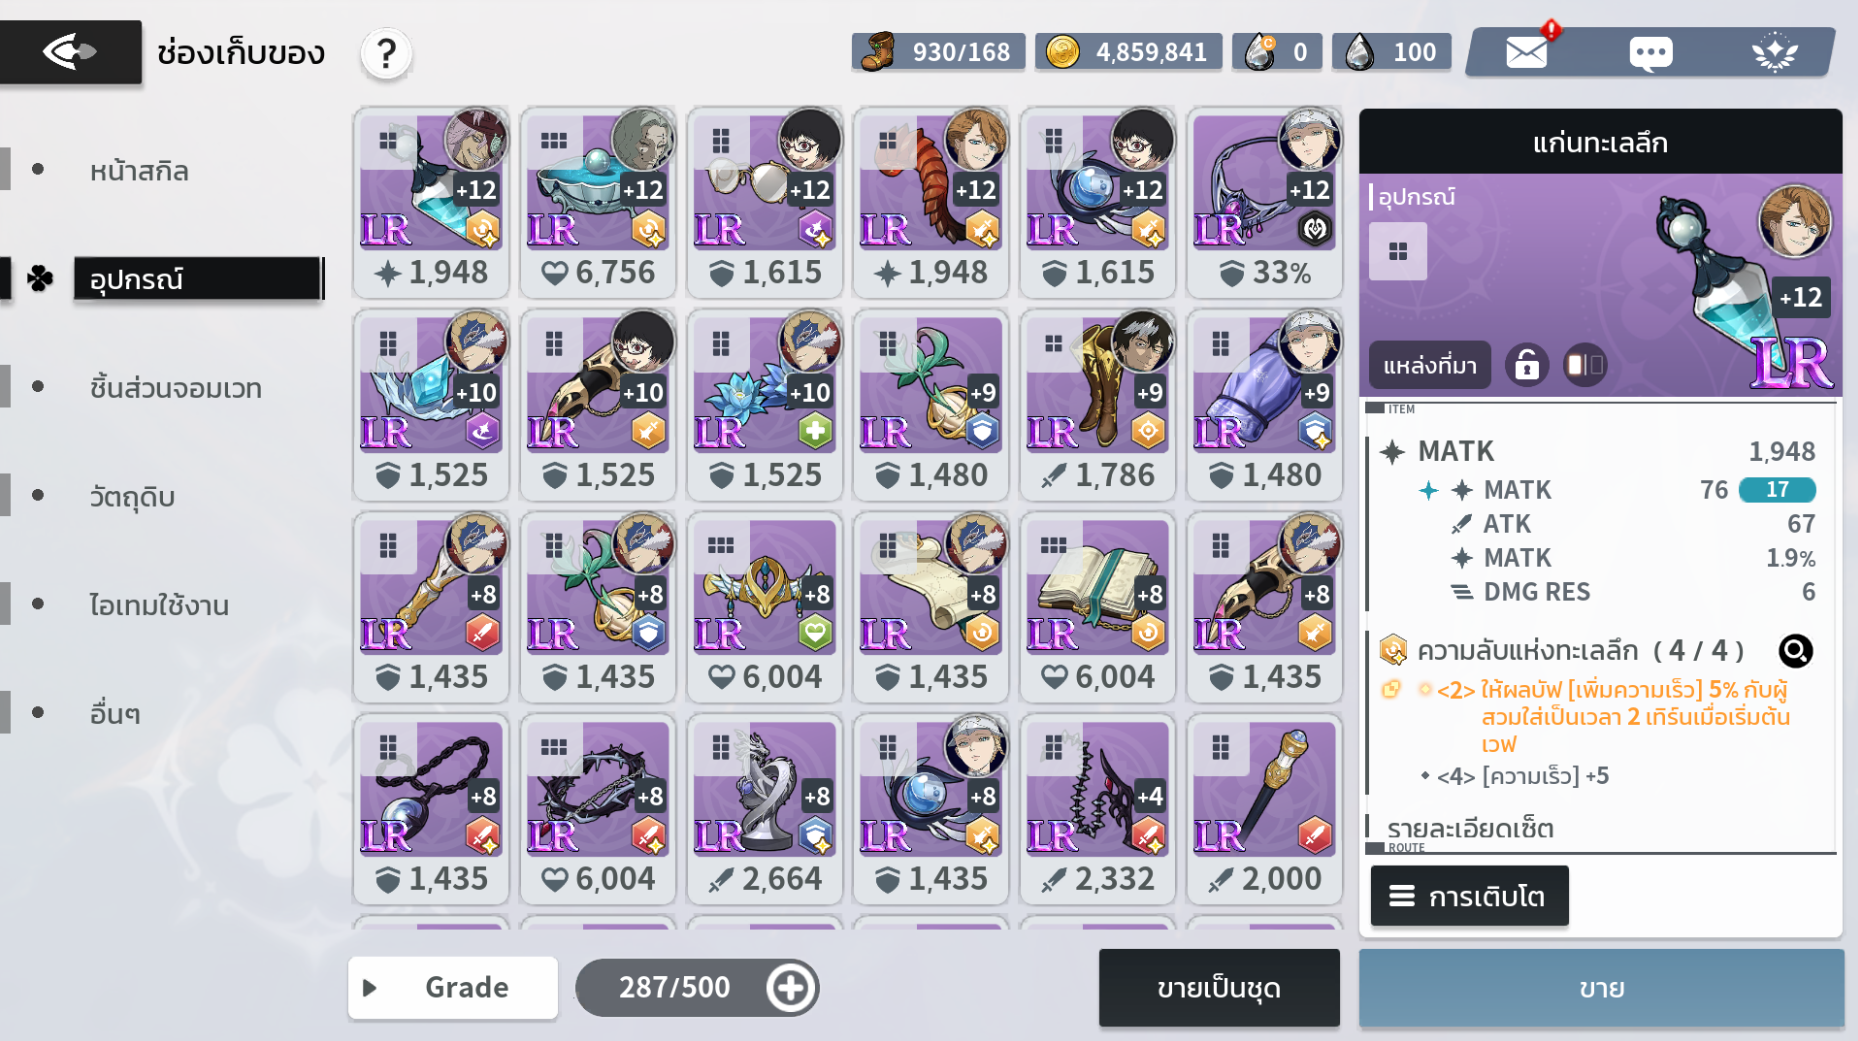 ช่องเก็บของ
?
930/168
4,859,841
0
100
หน้าสกิล
อุปกรณ์
ชิ้นส่วนจอมเวท
วัตถุดิบ
ไอเทมใช้งาน
อื่นๆ
+12 +12 +12 +12 +12 +12
LR LR LR LR LR LR
1,948 6,756 1,615 1,948 1,615 33%
+10 +10 +10 +9 +9 +9
LR LR LR LR LR LR
1,525 1,525 1,525 1,480 1,786 1,480
+8 +8 +8 +8 +8 +8
LR LR LR LR LR LR
1,435 1,435 6,004 1,435 6,004 1,435
+8 +8 +8 +8 +4
LR LR LR LR LR LR
1,435 6,004 2,664 1,435 2,332 2,000
Grade
287/500
ขายเป็นชุด
แก่นทะเลลึก
อุปกรณ์
+12
LR
แหล่งที่มา
ITEM
MATK 1,948
MATK 76 17
ATK 67
MATK 1.9%
DMG RES 6
ความลับแห่งทะเลลึก ( 4 / 4 )
<2> ให้ผลบัฟ [เพิ่มความเร็ว] 5% กับผู้
สวมใส่เป็นเวลา 2 เทิร์นเมื่อเริ่มต้น
เวฟ
<4> [ความเร็ว] +5
รายละเอียดเซ็ต
ROUTE
การเติบโต
ขาย